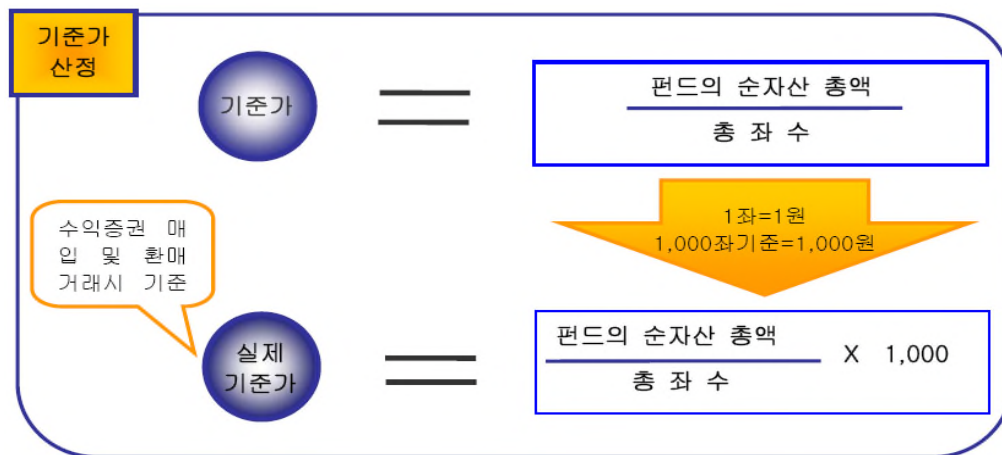 기준가
산정
기준가
펀드의 순자산 총액
총 좌 수
1좌=1원
1,000좌기준=1,000원
수익증권 매
입 및 환매
거래시 기준
실제
기준가
펀드의 순자산 총액
총 좌 수
X 1,000